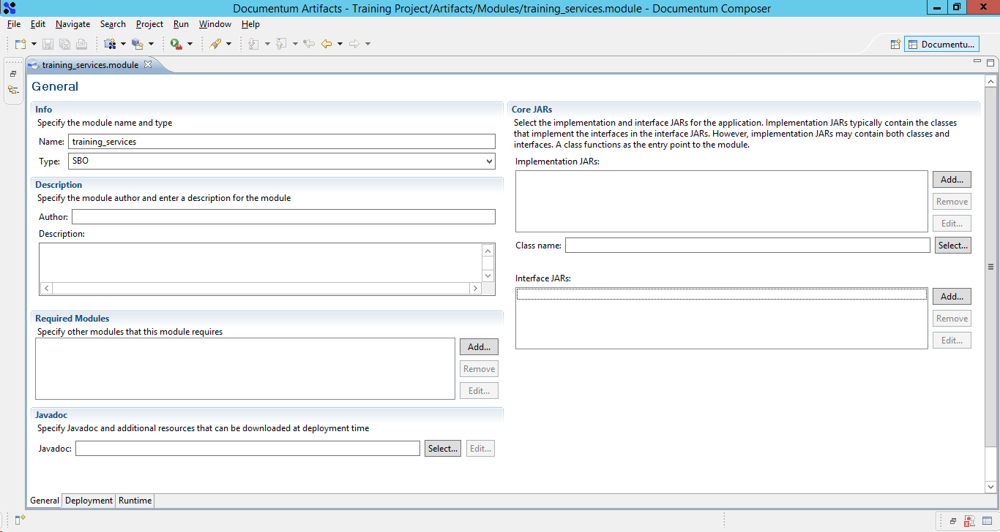 Documentum Artifacts - Training Project/Artifacts/Modules/training_services.module - Documentum Composer
File Edit Navigate Search Project Run Window Help
Documentu...
training_services.module
General
Info
Specify the module name and type
Name: training_services
Type: SBO
Description
Specify the module author and enter a description for the module
Author:
Description:
Required Modules
Specify other modules that this module requires
Add...
Remove
Edit...
Javadoc
Specify Javadoc and additional resources that can be downloaded at deployment time
Javadoc: Select... Edit...
Core JARs
Select the implementation and interface JARs for the application. Implementation JARs typically contain the classes
that implement the interfaces in the interface JARs. However, implementation JARs may contain both classes and
interfaces. A class functions as the entry point to the module.
Implementation JARs:
Add...
Remove
Edit...
Class name: Select...
Interface JARs:
Add...
Remove
Edit...
General Deployment Runtime